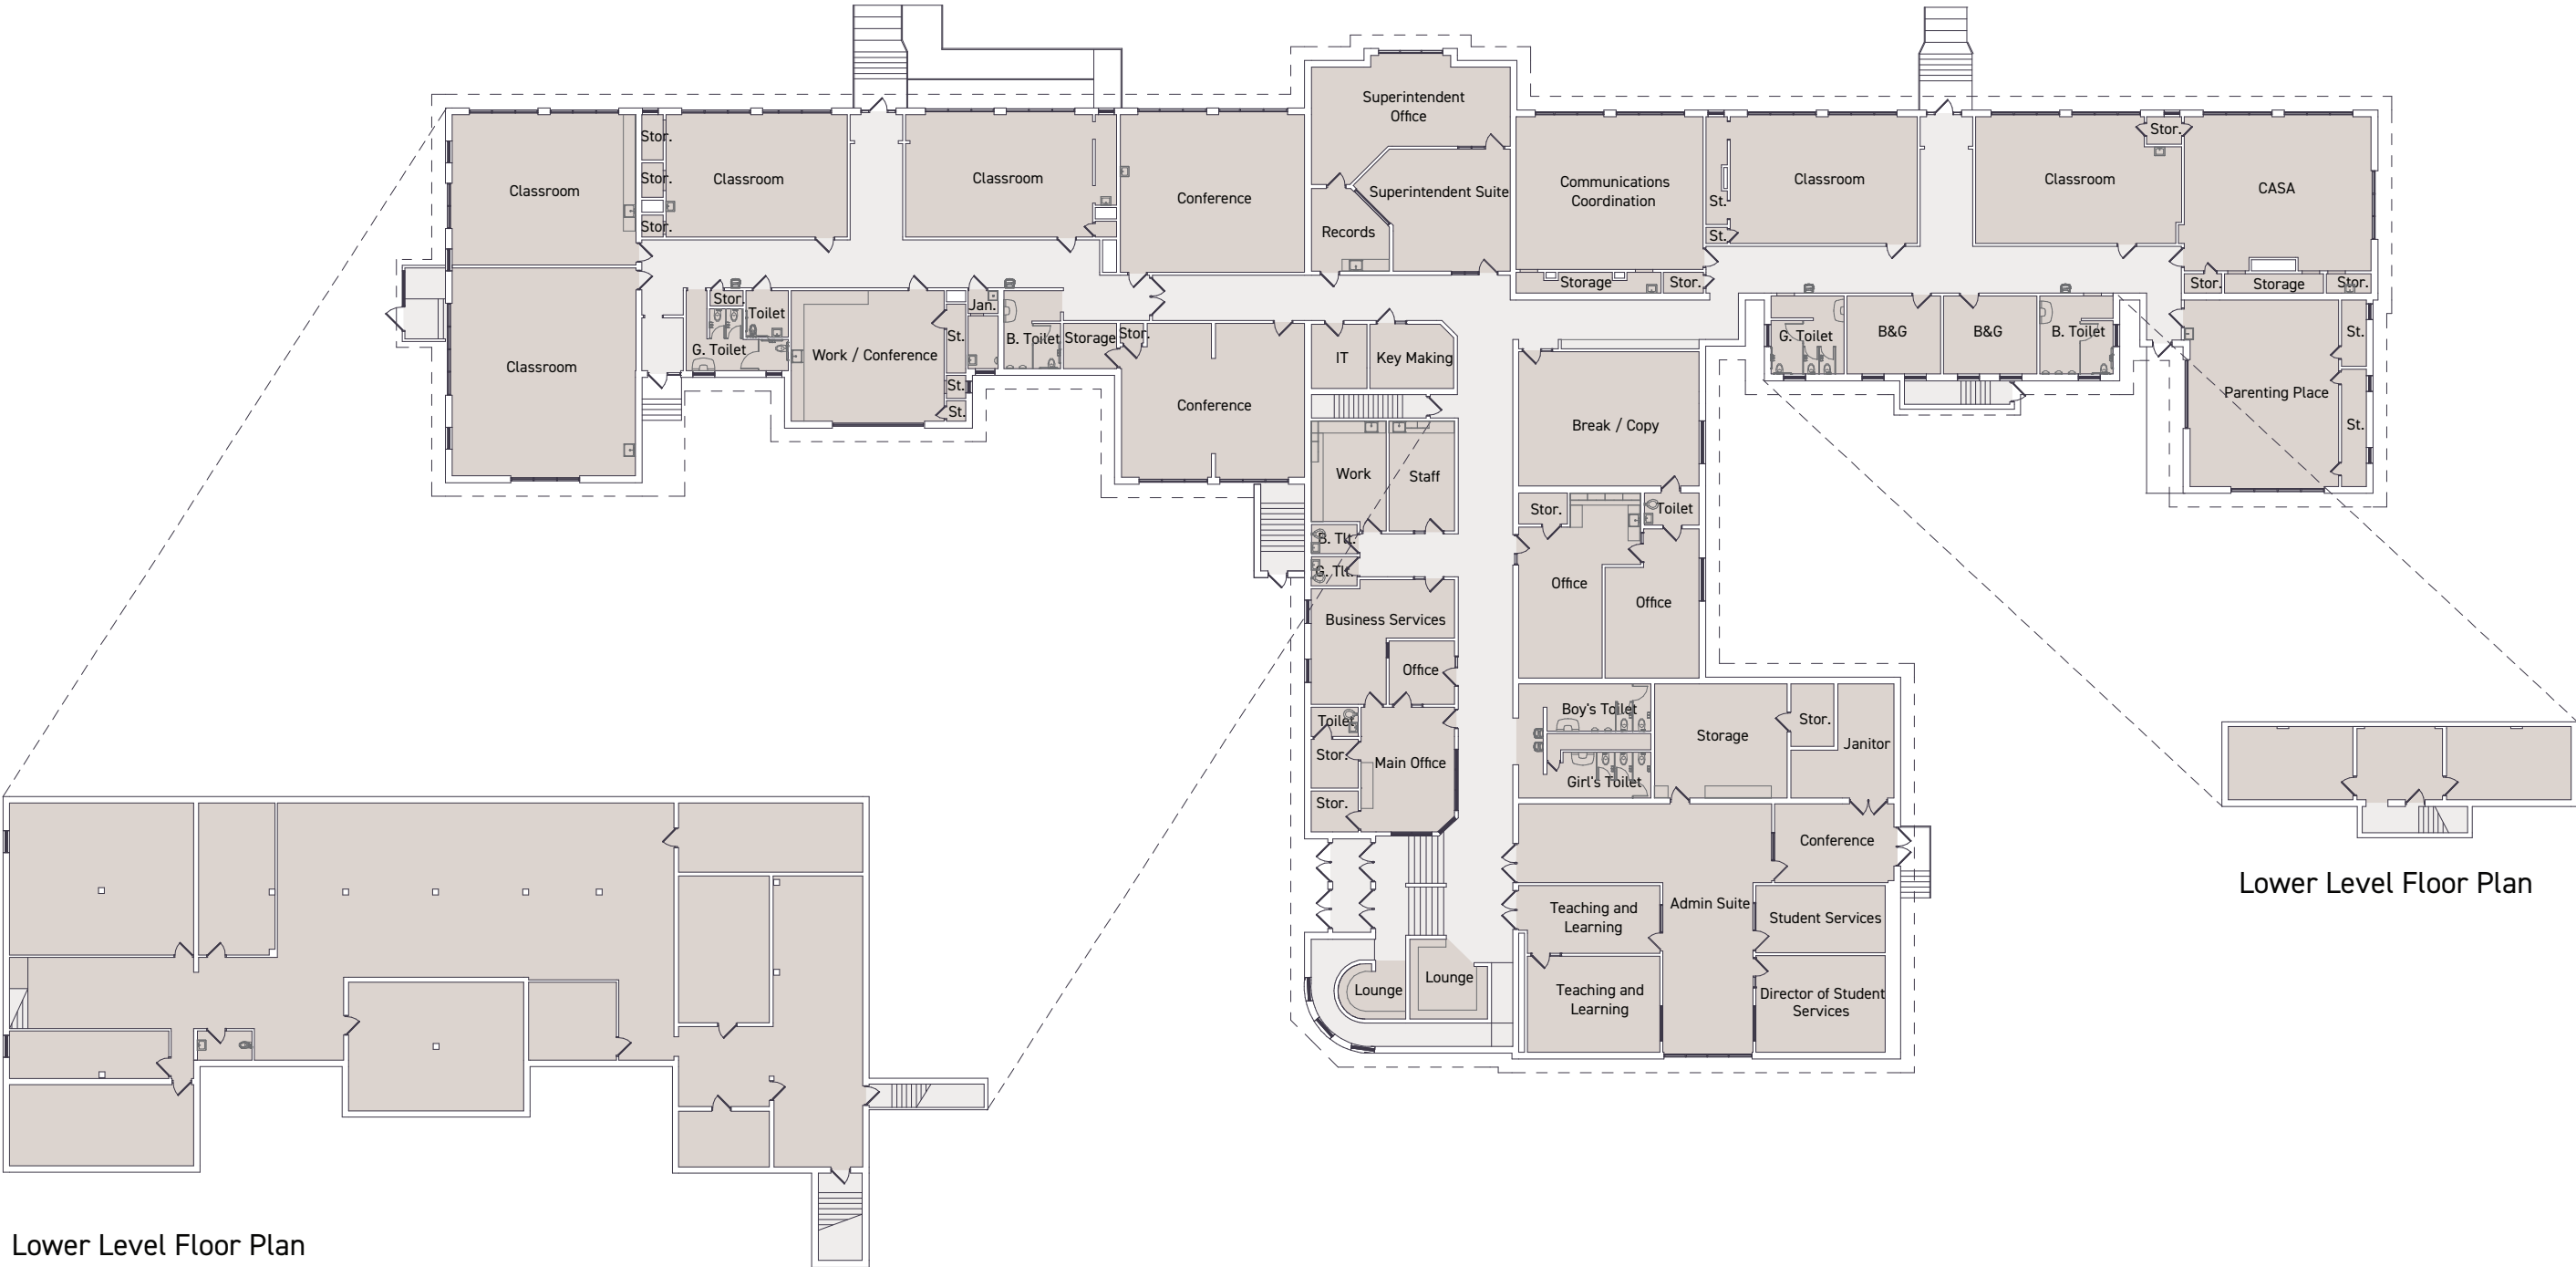 Superintendent
Office
Stor.
Stor.
Stor.
Classroom
Classroom
Classroom
Conference
Superintendent Suite
Records
Communications
Coordination
St.
St.
Classroom
Classroom
Stor.
CASA
Storage
Stor.
Stor.
Storage
Stor.
Classroom
Stor.
Toilet
G. Toilet
Work / Conference
St.
St.
St.
Jan.
B. Toilet
Storage
Stor.
Conference
IT
Key Making
G. Toilet
B&G
B&G
B. Toilet
St.
St.
Parenting Place
Break / Copy
Work
Staff
B. Tlt.
G. Tlt.
Stor.
Toilet
Office
Office
Business Services
Office
Toilet
Stor.
Stor.
Main Office
Boy's Toilet
Girl's Toilet
Storage
Stor.
Janitor
Conference
Admin Suite
Teaching and
Learning
Student Services
Lounge
Lounge
Teaching and
Learning
Director of Student
Services
Lower Level Floor Plan
Lower Level Floor Plan